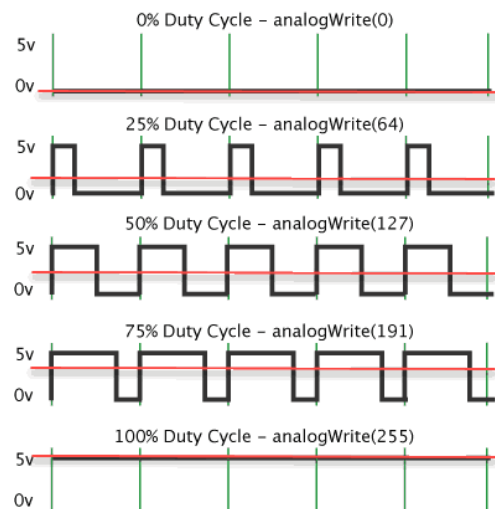 0% Duty Cycle – analogWrite(0)
5v
0v
25% Duty Cycle – analogWrite(64)
5v
0v
50% Duty Cycle – analogWrite(127)
5v
0v
75% Duty Cycle – analogWrite(191)
5v
0v
100% Duty Cycle – analogWrite(255)
5v
0v